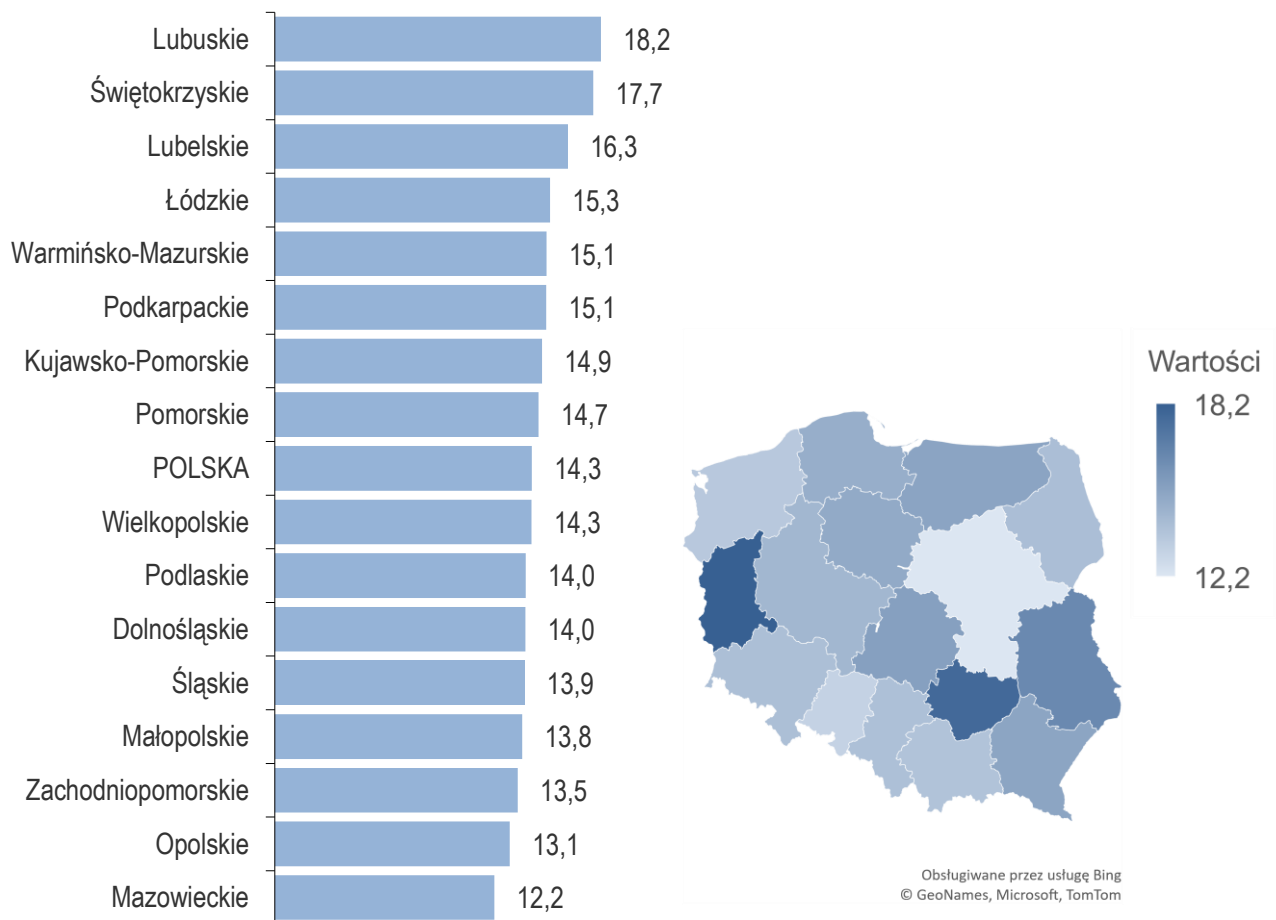 Lubuskie 18,2
Świętokrzyskie 17,7
Lubelskie 16,3
Łódzkie 15,3
Warmińsko-Mazurskie 15,1
Podkarpackie 15,1
Kujawsko-Pomorskie 14,9
Pomorskie 14,7
POLSKA 14,3
Wielkopolskie 14,3
Podlaskie 14,0
Dolnośląskie 14,0
Śląskie 13,9
Małopolskie 13,8
Zachodniopomorskie 13,5
Opolskie 13,1
Mazowieckie 12,2
Wartości
18,2
12,2
Obsługiwane przez usługę Bing
© GeoNames, Microsoft, TomTom